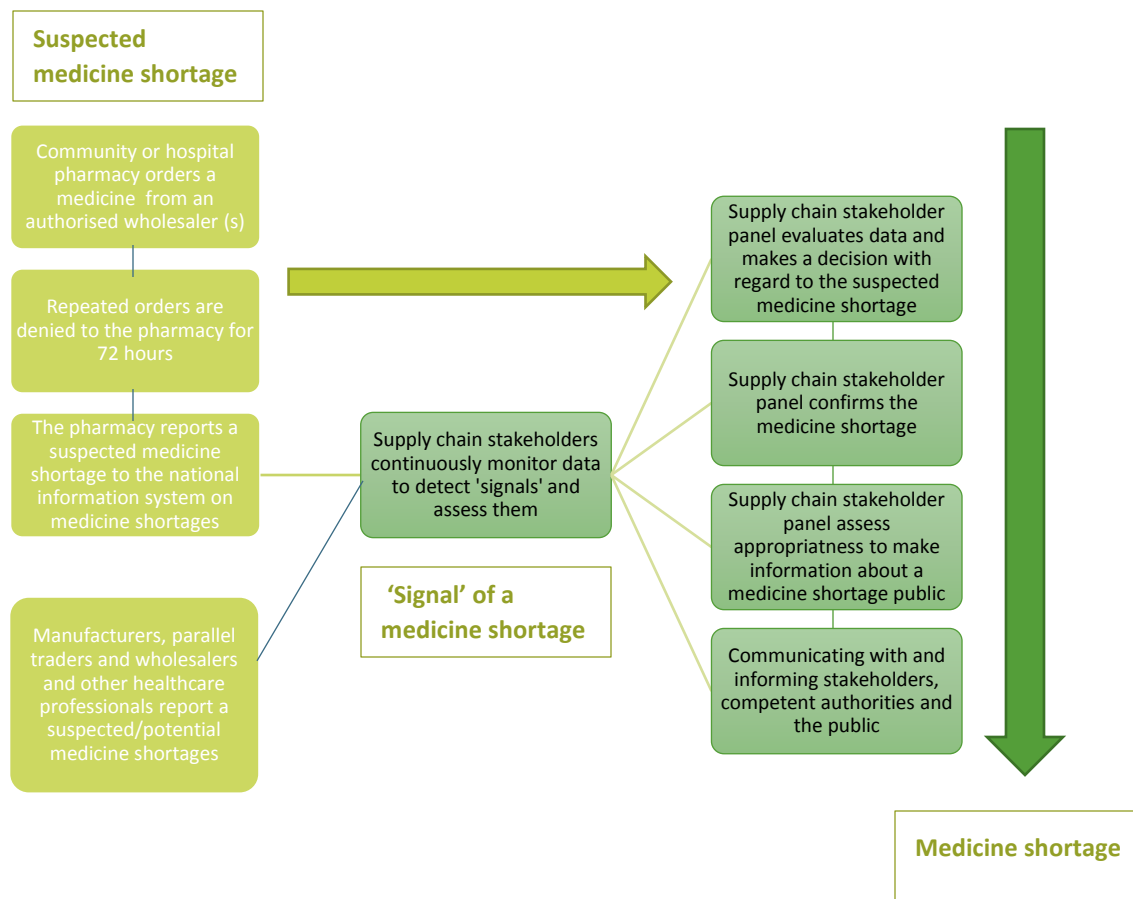 Suspected
medicine shortage
Community or hospital
pharmacy orders a
medicine from an
authorised wholesaler (s)
Repeated orders are
denied to the pharmacy for
72 hours
The pharmacy reports a
suspected medicine
shortage to the national
information system on
medicine shortages
Manufacturers, parallel
traders and wholesalers
and other healthcare
professionals report a
suspected/potential
medicine shortages
Supply chain stakeholders
continuously monitor data
to detect 'signals' and
assess them
‘Signal’ of a
medicine shortage
Supply chain stakeholder
panel evaluates data and
makes a decision with
regard to the suspected
medicine shortage
Supply chain stakeholder
panel confirms the
medicine shortage
Supply chain stakeholder
panel assess
appropriatness to make
information about a
medicine shortage public
Communicating with and
informing stakeholders,
competent authorities and
the public
Medicine shortage